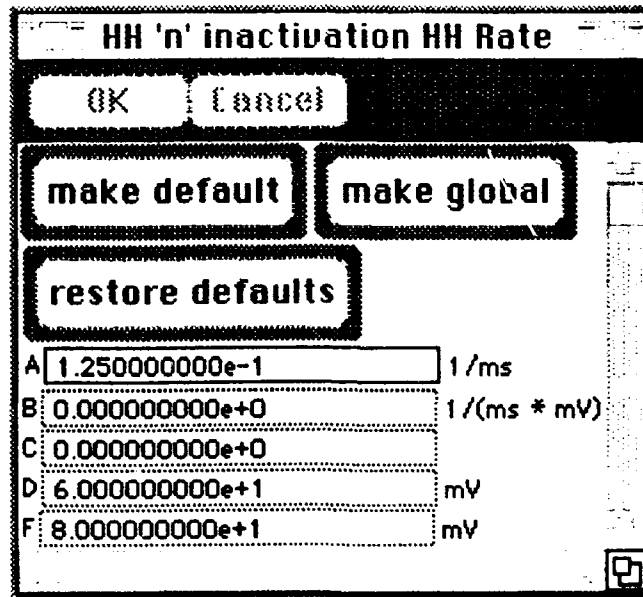 HH 'n' inactivation HH Rate
OK Cancel
make default make global
restore defaults
A 1.250000000e-1 1/ms
B 0.000000000e+0 1/(ms * mV)
C 0.000000000e+0
D 6.000000000e+1 mV
F 8.000000000e+1 mV